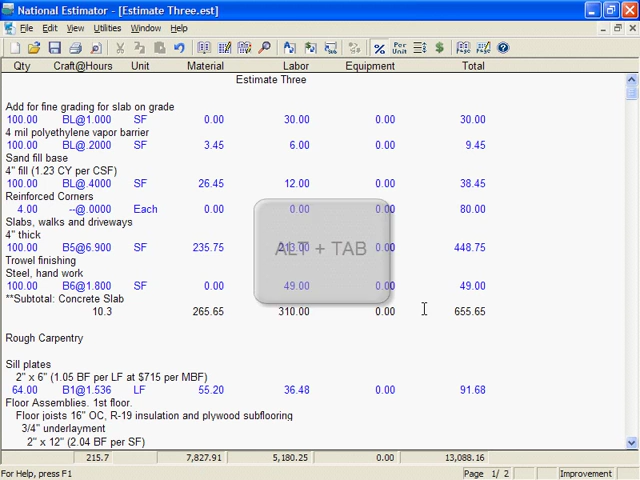 National Estimator - [Estimate Three.est]
File Edit View Utilities Window Help
% Per Unit $
Qty Craft@Hours Unit Material Labor Equipment Total
Estimate Three
Add for fine grading for slab on grade
100.00 BL@1.000 SF 0.00 30.00 0.00 30.00
4 mil polyethylene vapor barrier
100.00 BL@.2000 SF 3.45 6.00 0.00 9.45
Sand fill base
4" fill (1.23 CY per CSF)
100.00 BL@.4000 SF 26.45 12.00 0.00 38.45
Reinforced Corners
4.00 --@.0000 Each 0.00 0.00 0.00 80.00
Slabs, walks and driveways
4" thick
100.00 B5@6.900 SF 235.75 213.00 0.00 448.75
ALT + TAB
Trowel finishing
Steel, hand work
100.00 B6@1.800 SF 0.00 49.00 0.00 49.00
**Subtotal: Concrete Slab
10.3 265.65 310.00 0.00 655.65
Rough Carpentry
Sill plates
2" x 6" (1.05 BF per LF at $715 per MBF)
64.00 B1@1.536 LF 55.20 36.48 0.00 91.68
Floor Assemblies. 1st floor.
Floor joists 16" OC, R-19 insulation and plywood subflooring
3/4" underlayment
2" x 12" (2.04 BF per SF)
215.7 7,827.91 5,180.25 0.00 13,088.16
For Help, press F1 Page 1/ 2 Improvement